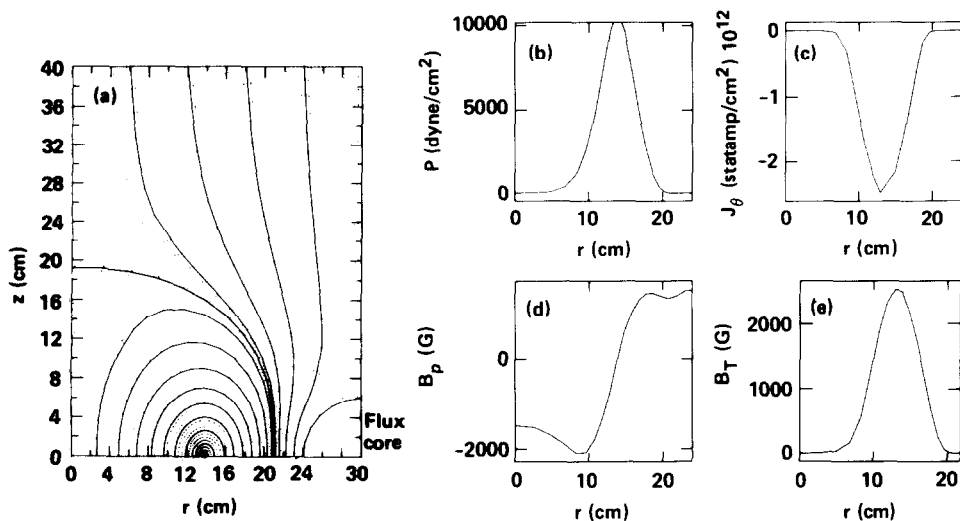 (a)
40
36
32
28
24
20
16
12
8
4
0
z (cm)
0 4 8 12 16 20 24 26 30
r (cm)
Flux
core
(b)
10000
5000
0
P (dyne/cm²)
0 10 20
r (cm)
(c)
0
-1
-2
J_θ (statamp/cm²) 10¹²
0 10 20
r (cm)
(d)
0
-2000
B_p (G)
0 10 20
r (cm)
(e)
2000
1000
0
B_T (G)
0 10 20
r (cm)